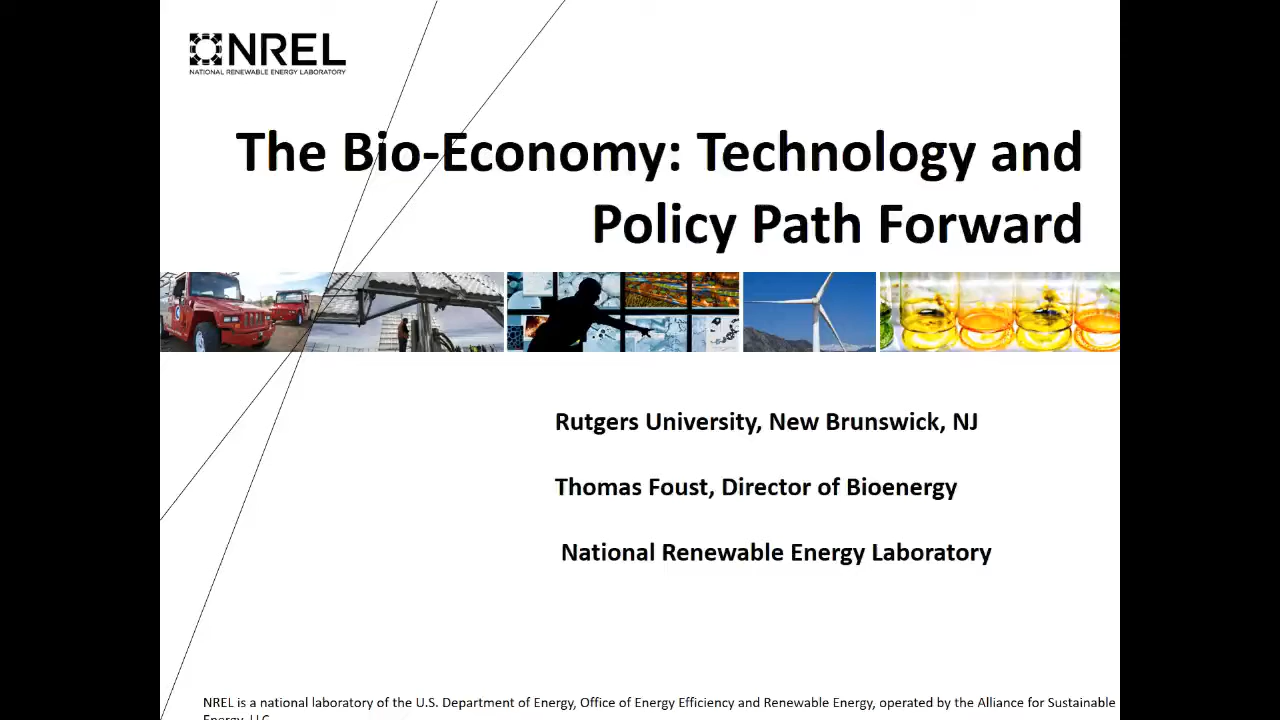 NREL
NATIONAL RENEWABLE ENERGY LABORATORY
The Bio-Economy: Technology and
Policy Path Forward
Rutgers University, New Brunswick, NJ
Thomas Foust, Director of Bioenergy
National Renewable Energy Laboratory
NREL is a national laboratory of the U.S. Department of Energy, Office of Energy Efficiency and Renewable Energy, operated by the Alliance for Sustainable
Energy, LLC